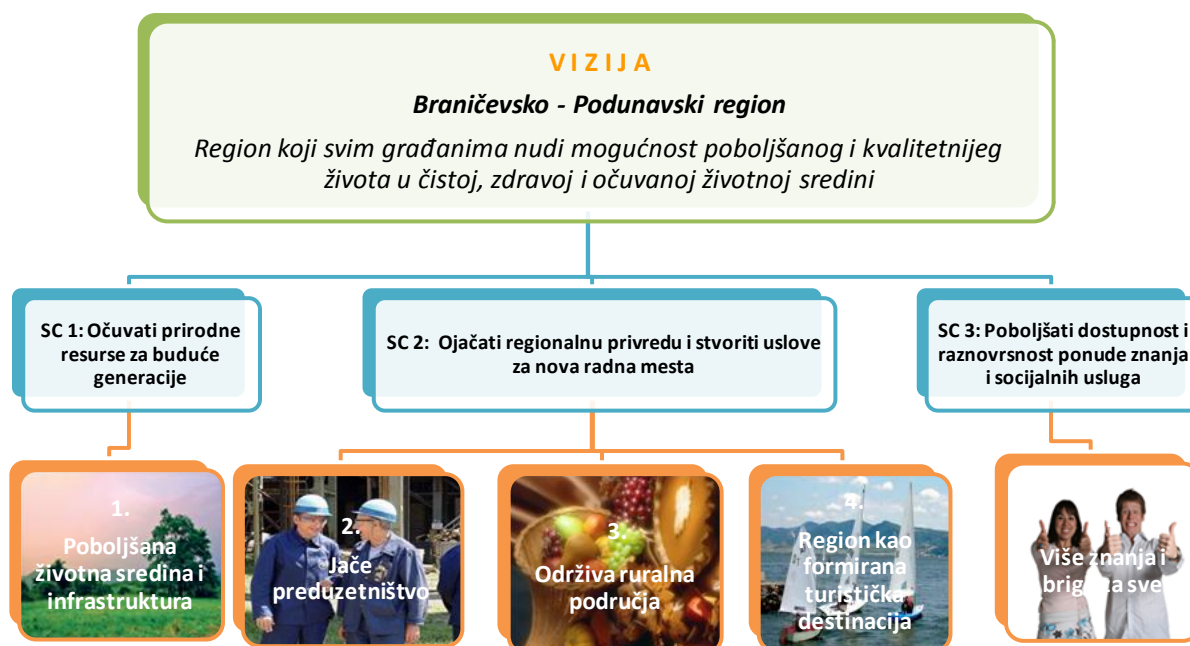 VIZIJA
Braničevsko - Podunavski region
Region koji svim građanima nudi mogućnost poboljšanog i kvalitetnijeg
života u čistoj, zdravoj i očuvanoj životnoj sredini
SC 1: Očuvati prirodne
resurse za buduće
generacije
SC 2: Ojačati regionalnu privredu i stvoriti uslove
za nova radna mesta
SC 3: Poboljšati dostupnost i
raznovrsnost ponude znanja
i socijalnih usluga
1.
Poboljšana
životna sredina i
infrastruktura
2.
Jače
preduzetništvo
3.
Održiva ruralna
područja
4.
Region kao
formirana
turistička
destinacija
Više znanja i
briga za sve